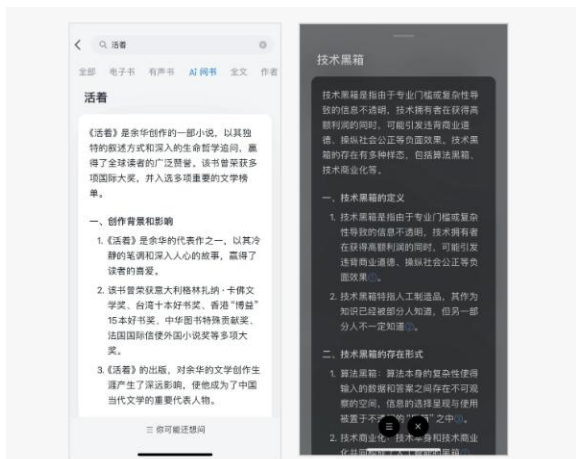 活着
全部 电子书 有声书 AI问书 全文 作者
活着
《活着》是余华创作的一部小说，以其独
特的叙述方式和深入的生命哲学追问，赢
得了全球读者的广泛赞誉。该书曾荣获多
项国际大奖，并入选多项重要的文学榜
单。
一、创作背景和影响
1. 《活着》是余华的代表作之一，以其冷
静的笔调和深入人心的故事，赢得了
读者的喜爱。
2. 该书曾荣获意大利格林扎纳·卡佛文
学奖、台湾十本好书奖、香港“博益”
15本好书奖、中华图书特殊贡献奖、
法国国际信使外国小说奖等多项大
奖。
3. 《活着》的出版，对余华的文学创作生
涯产生了深远影响，使他成为了中国
当代文学的重要代表人物。
三 你可能还想问
技术黑箱
技术黑箱是指由于专业门槛或复杂性导
致的信息不透明，技术拥有者在获得高
额利润的同时，可能引发违背商业道
德、操纵社会公正等负面效果。技术黑
箱的存在有多种样态，包括算法黑箱、
技术商业化等。
一、技术黑箱的定义
1. 技术黑箱是指由于专业门槛或复杂
性导致的信息不透明，技术拥有者
在获得高额利润的同时，可能引发
违背商业道德、操纵社会公正等负
面效果①。
2. 技术黑箱特指人工制造品，其作为
知识已经被部分人知道，但另一部
分人不一定知道②。
二、技术黑箱的存在形式
1. 算法黑箱：算法本身的复杂性使得
输入的数据和答案之间存在不可观
察的空间，信息的选择呈现与使用
被置于不透明的“黑箱”之中③。
2. 技术商业化：技术本身和技术商业